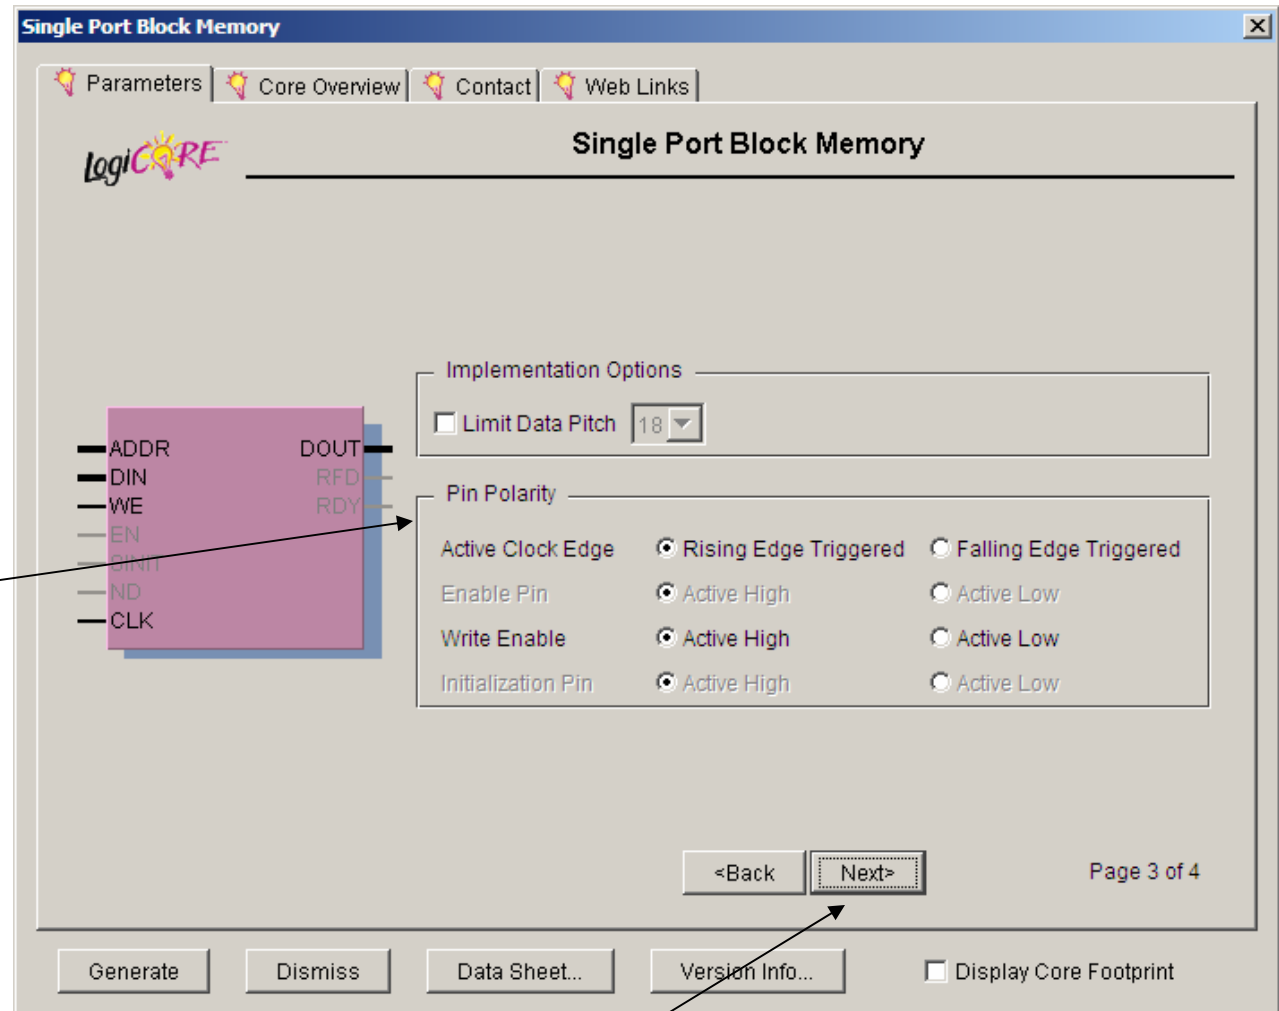 Single Port Block Memory
Parameters
Core Overview
Contact
Web Links
LogiCORE
Single Port Block Memory
Implementation Options
Limit Data Pitch 18
ADDR DOUT
DIN RFD
WE RDY
EN
SINIT
ND
CLK
Pin Polarity
Active Clock Edge Rising Edge Triggered Falling Edge Triggered
Enable Pin Active High Active Low
Write Enable Active High Active Low
Initialization Pin Active High Active Low
<Back Next> Page 3 of 4
Generate Dismiss Data Sheet... Version Info... Display Core Footprint